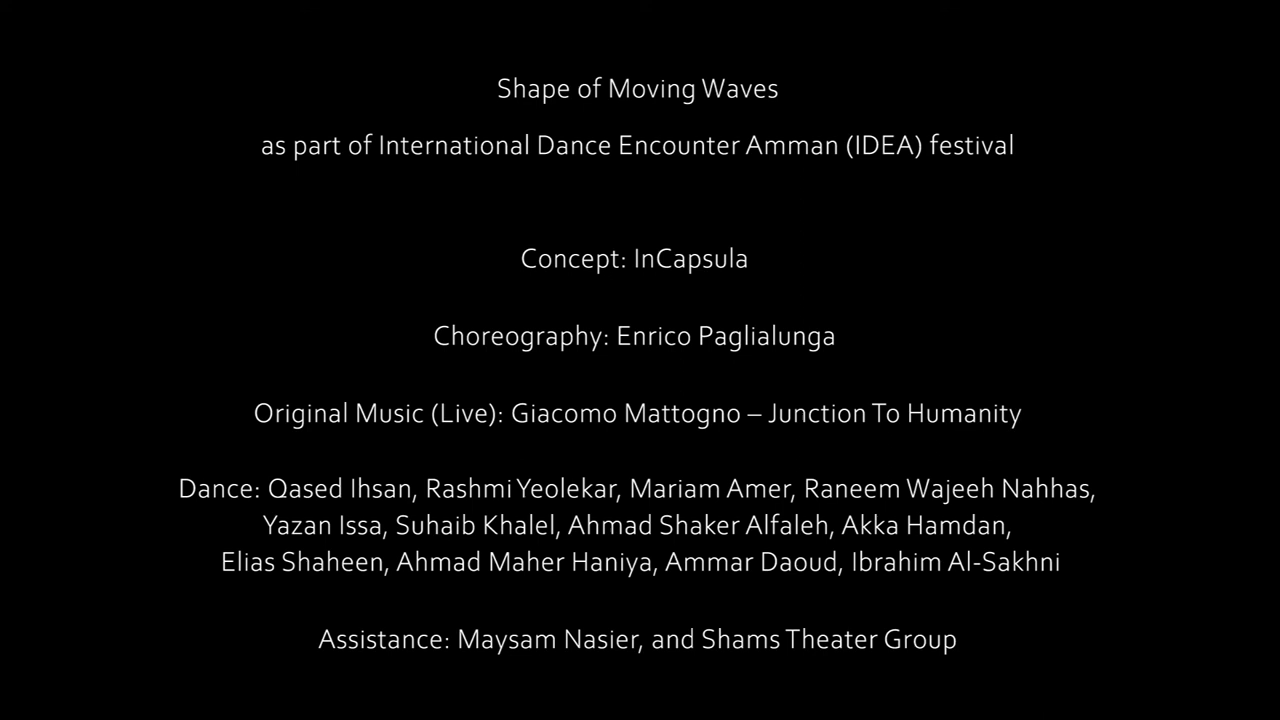 Shape of Moving Waves
as part of International Dance Encounter Amman (IDEA) festival
Concept: InCapsula
Choreography: Enrico Paglialunga
Original Music (Live): Giacomo Mattogno – Junction To Humanity
Dance: Qased Ihsan, Rashmi Yeolekar, Mariam Amer, Raneem Wajeeh Nahhas,
Yazan Issa, Suhaib Khalel, Ahmad Shaker Alfaleh, Akka Hamdan,
Elias Shaheen, Ahmad Maher Haniya, Ammar Daoud, Ibrahim Al-Sakhni
Assistance: Maysam Nasier, and Shams Theater Group